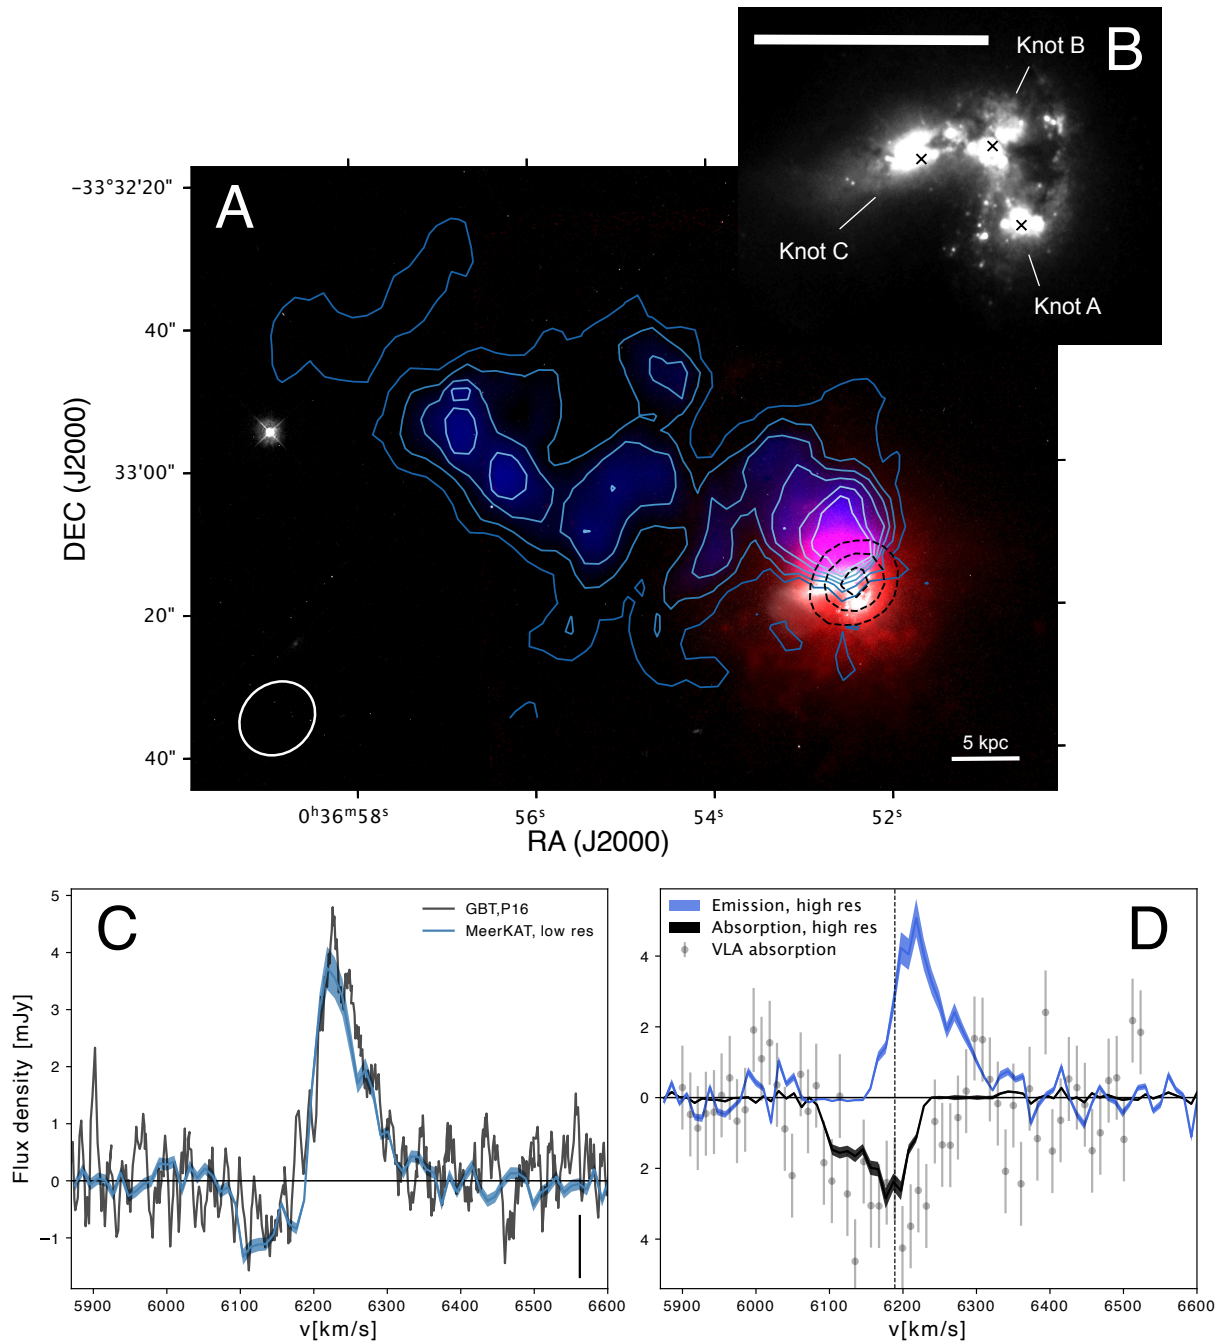 B
Knot B
Knot C
Knot A
A
−33°32'20"
40"
33'00"
20"
40"
DEC (J2000)
5 kpc
0ʰ36ᵐ58ˢ
56ˢ
54ˢ
52ˢ
RA (J2000)
C
GBT,P16
MeerKAT, low res
5
4
3
2
1
0
−1
Flux density [mJy]
5900
6000
6100
6200
6300
6400
6500
6600
v[km/s]
D
Emission, high res
Absorption, high res
VLA absorption
4
2
0
2
4
5900
6000
6100
6200
6300
6400
6500
6600
v[km/s]